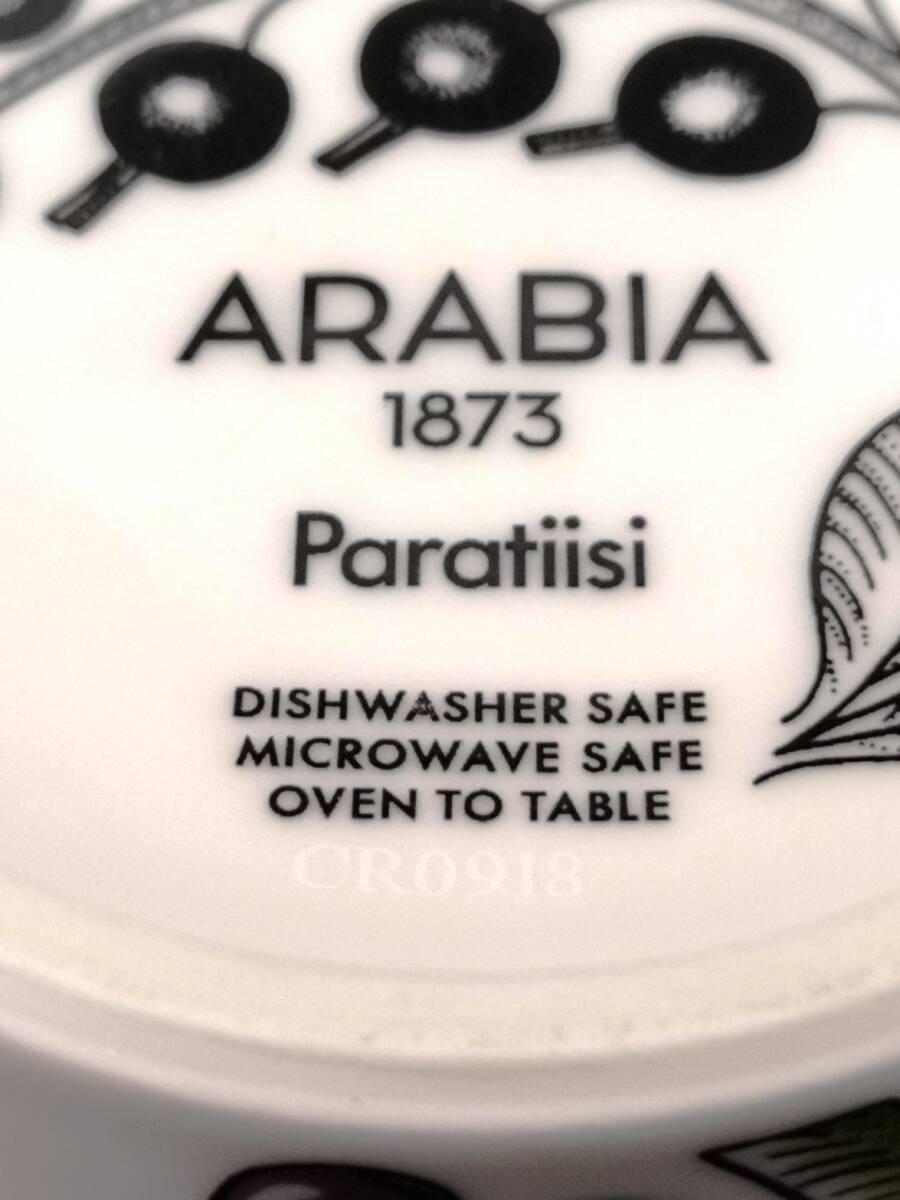 ARABIA
1873
Paratiisi
DISHWASHER SAFE
MICROWAVE SAFE
OVEN TO TABLE
CR0918